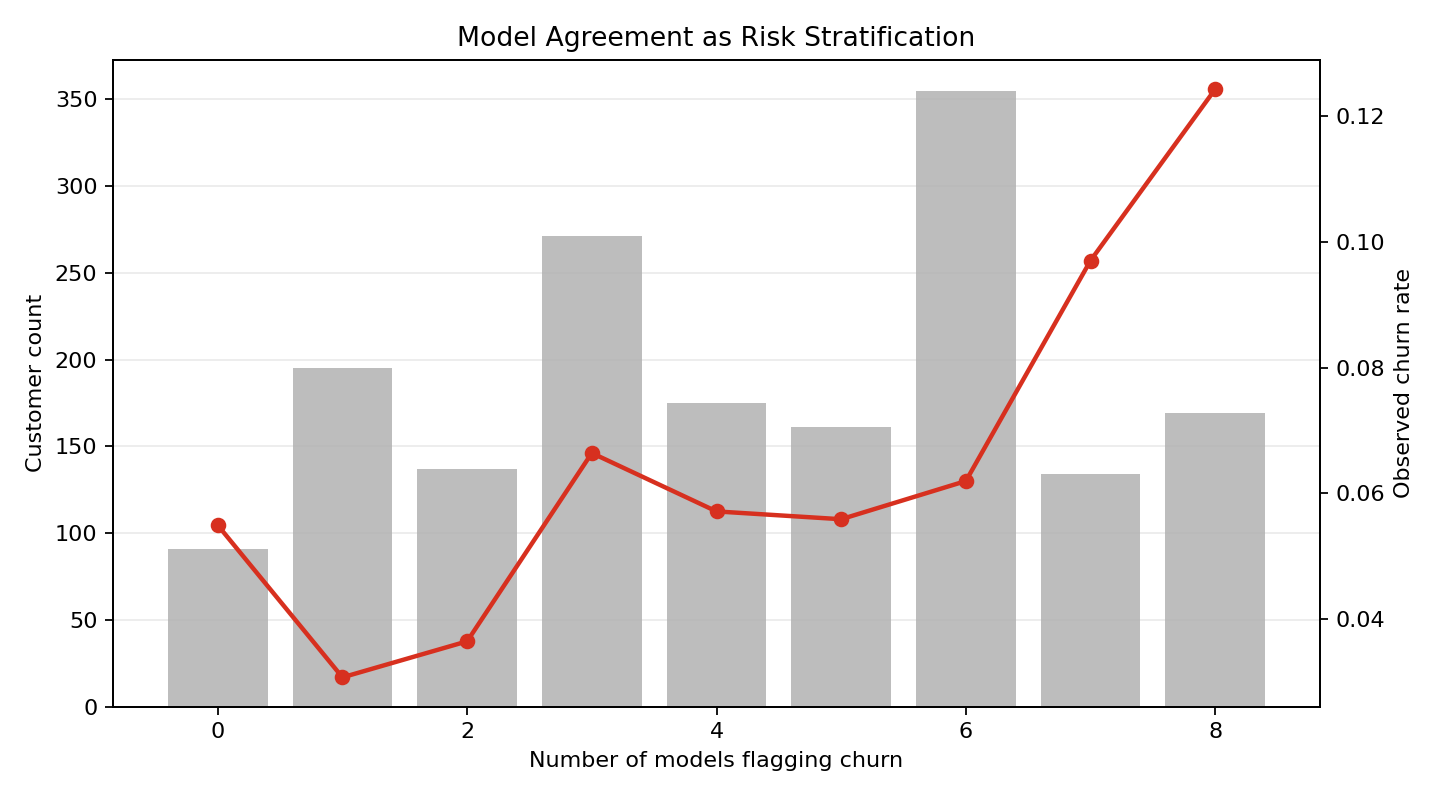 Model Agreement as Risk Stratification
Customer count
350
300
250
200
150
100
50
0
0.12
0.10
0.08
0.06
0.04
Observed churn rate
0 2 4 6 8
Number of models flagging churn